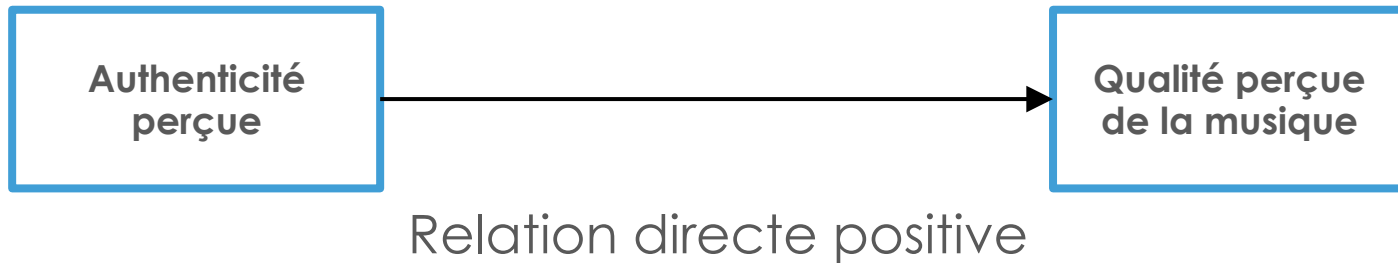 Authenticité
perçue
Qualité perçue
de la musique
Relation directe positive